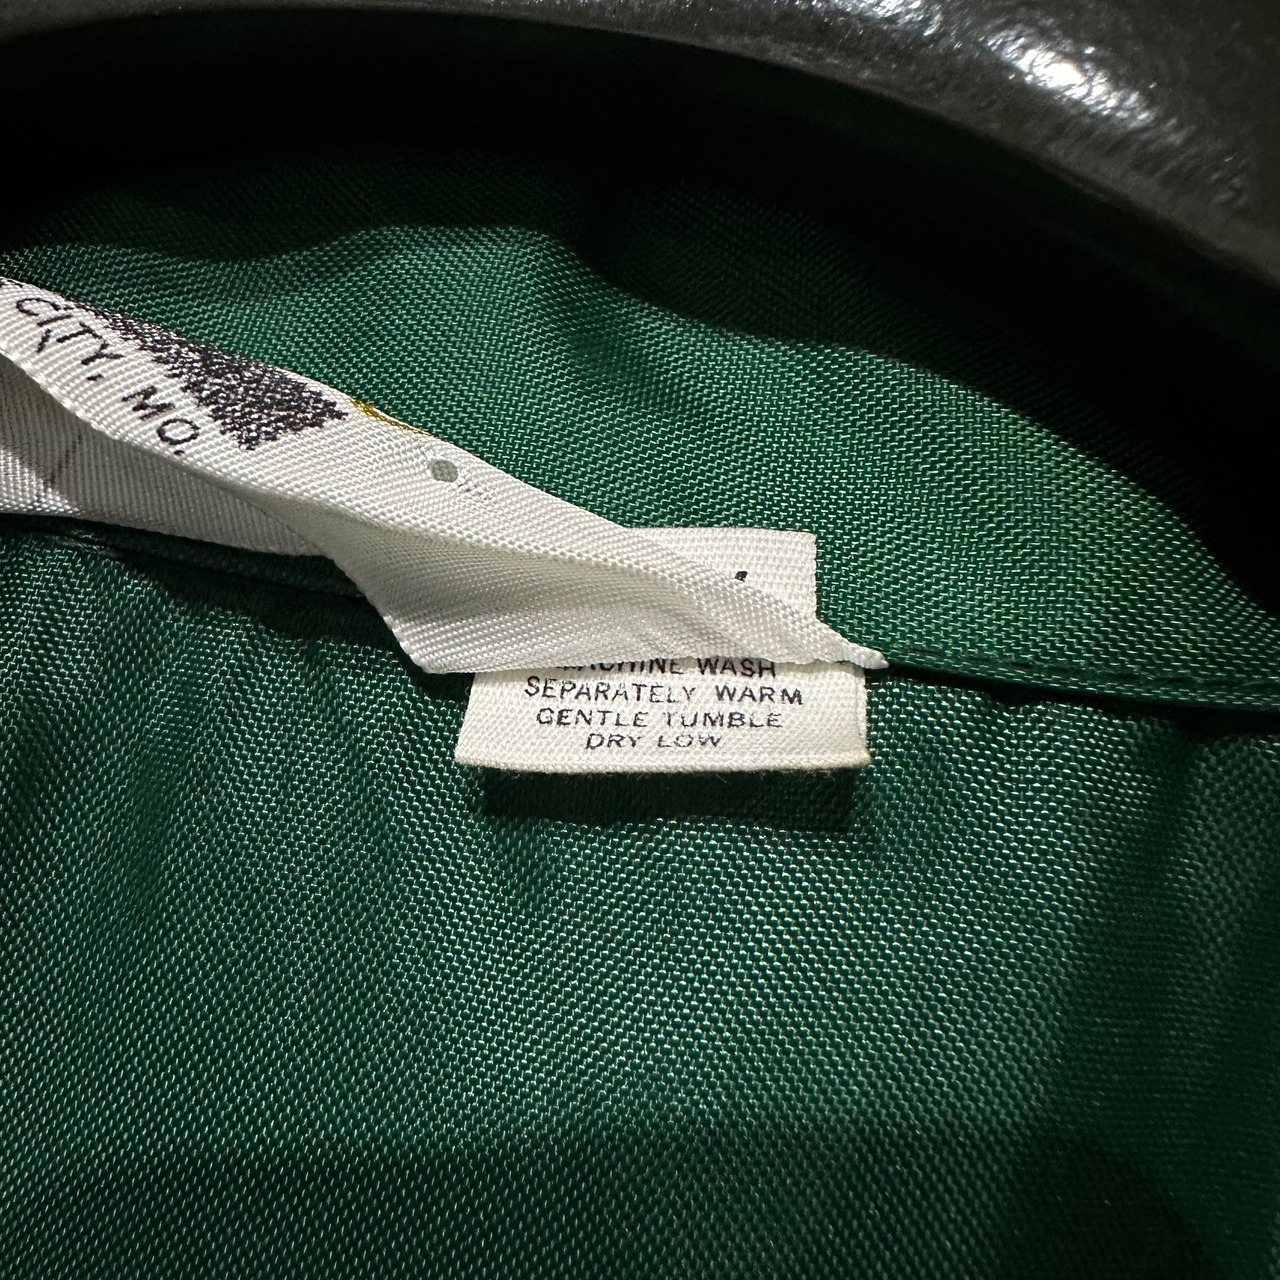 CITY, MO.
MACHINE WASH
SEPARATELY WARM
GENTLE TUMBLE
DRY LOW